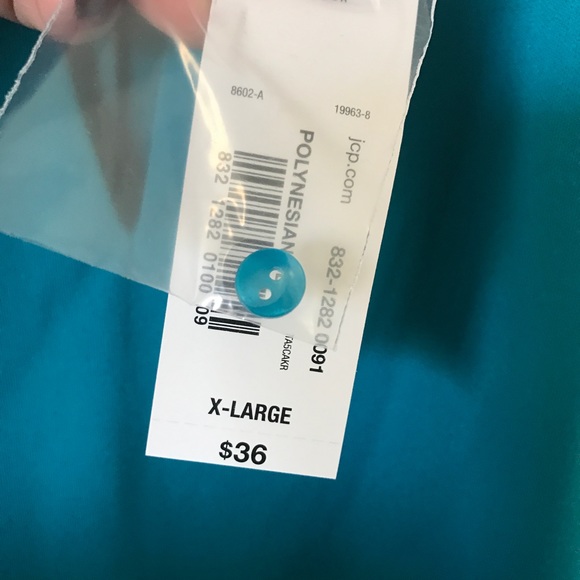 8602-A
19963-8
jcp.com
832-1282 0091
POLYNESIAN
832 1282 0100 09
X-LARGE
$36